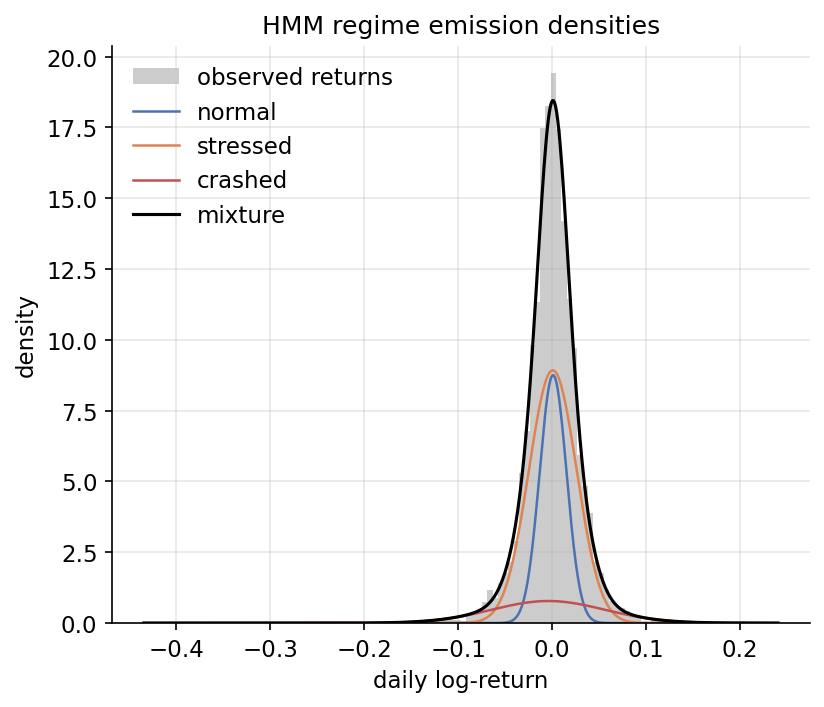 HMM regime emission densities
20.0
17.5
15.0
12.5
10.0
7.5
5.0
2.5
0.0
density
observed returns
normal
stressed
crashed
mixture
−0.4 −0.3 −0.2 −0.1 0.0 0.1 0.2
daily log-return